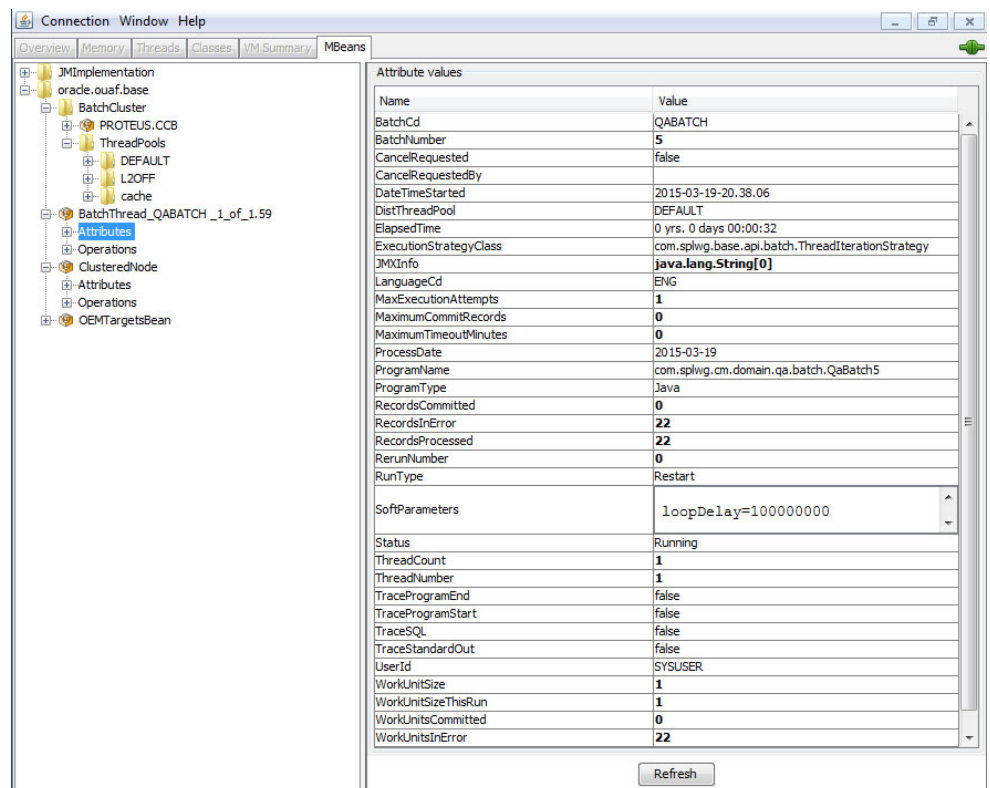 Connection Window Help
Overview Memory Threads Classes VM Summary MBeans
JMImplementation
oracle.ouaf.base
BatchCluster
PROTEUS.CCB
ThreadPools
DEFAULT
L2OFF
cache
BatchThread_QABATCH _1_of_1.59
Attributes
Operations
ClusteredNode
Attributes
Operations
OEMTargetsBean
Attribute values
Name Value
BatchCd QABATCH
BatchNumber 5
CancelRequested false
CancelRequestedBy
DateTimeStarted 2015-03-19-20.38.06
DistThreadPool DEFAULT
ElapsedTime 0 yrs. 0 days 00:00:32
ExecutionStrategyClass com.splwg.base.api.batch.ThreadIterationStrategy
JMXInfo java.lang.String[0]
LanguageCd ENG
MaxExecutionAttempts 1
MaximumCommitRecords 0
MaximumTimeoutMinutes 0
ProcessDate 2015-03-19
ProgramName com.splwg.cm.domain.qa.batch.QaBatch5
ProgramType Java
RecordsCommitted 0
RecordsInError 22
RecordsProcessed 22
RerunNumber 0
RunType Restart
SoftParameters loopDelay=100000000
Status Running
ThreadCount 1
ThreadNumber 1
TraceProgramEnd false
TraceProgramStart false
TraceSQL false
TraceStandardOut false
UserId SYSUSER
WorkUnitSize 1
WorkUnitSizeThisRun 1
WorkUnitsCommitted 0
WorkUnitsInError 22
Refresh